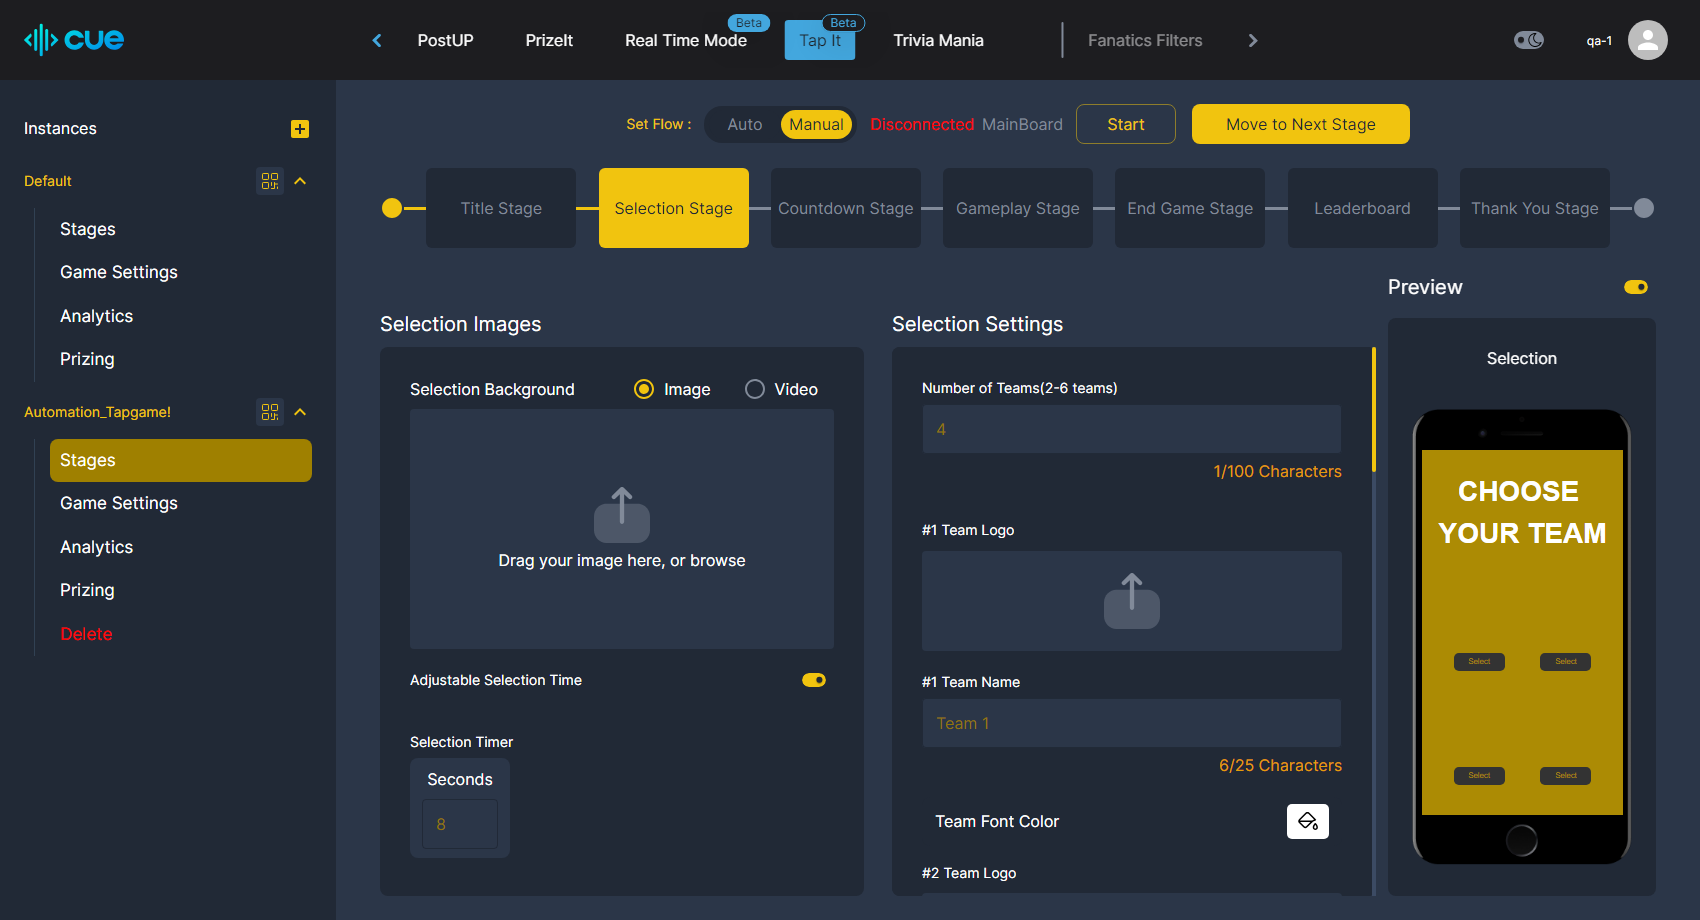 cue
PostUP
PrizeIt
Real Time Mode
Beta
Tap It
Beta
Trivia Mania
Fanatics Filters
qa-1
Instances
Default
Stages
Game Settings
Analytics
Prizing
Automation_Tapgame!
Stages
Game Settings
Analytics
Prizing
Delete
Set Flow :
Auto
Manual
Disconnected MainBoard
Start
Move to Next Stage
Title Stage
Selection Stage
Countdown Stage
Gameplay Stage
End Game Stage
Leaderboard
Thank You Stage
Selection Images
Selection Background
Image
Video
Drag your image here, or browse
Adjustable Selection Time
Selection Timer
Seconds
8
Selection Settings
Number of Teams(2-6 teams)
4
1/100 Characters
#1 Team Logo
#1 Team Name
Team 1
6/25 Characters
Team Font Color
#2 Team Logo
Preview
Selection
CHOOSE
YOUR TEAM
Select
Select
Select
Select